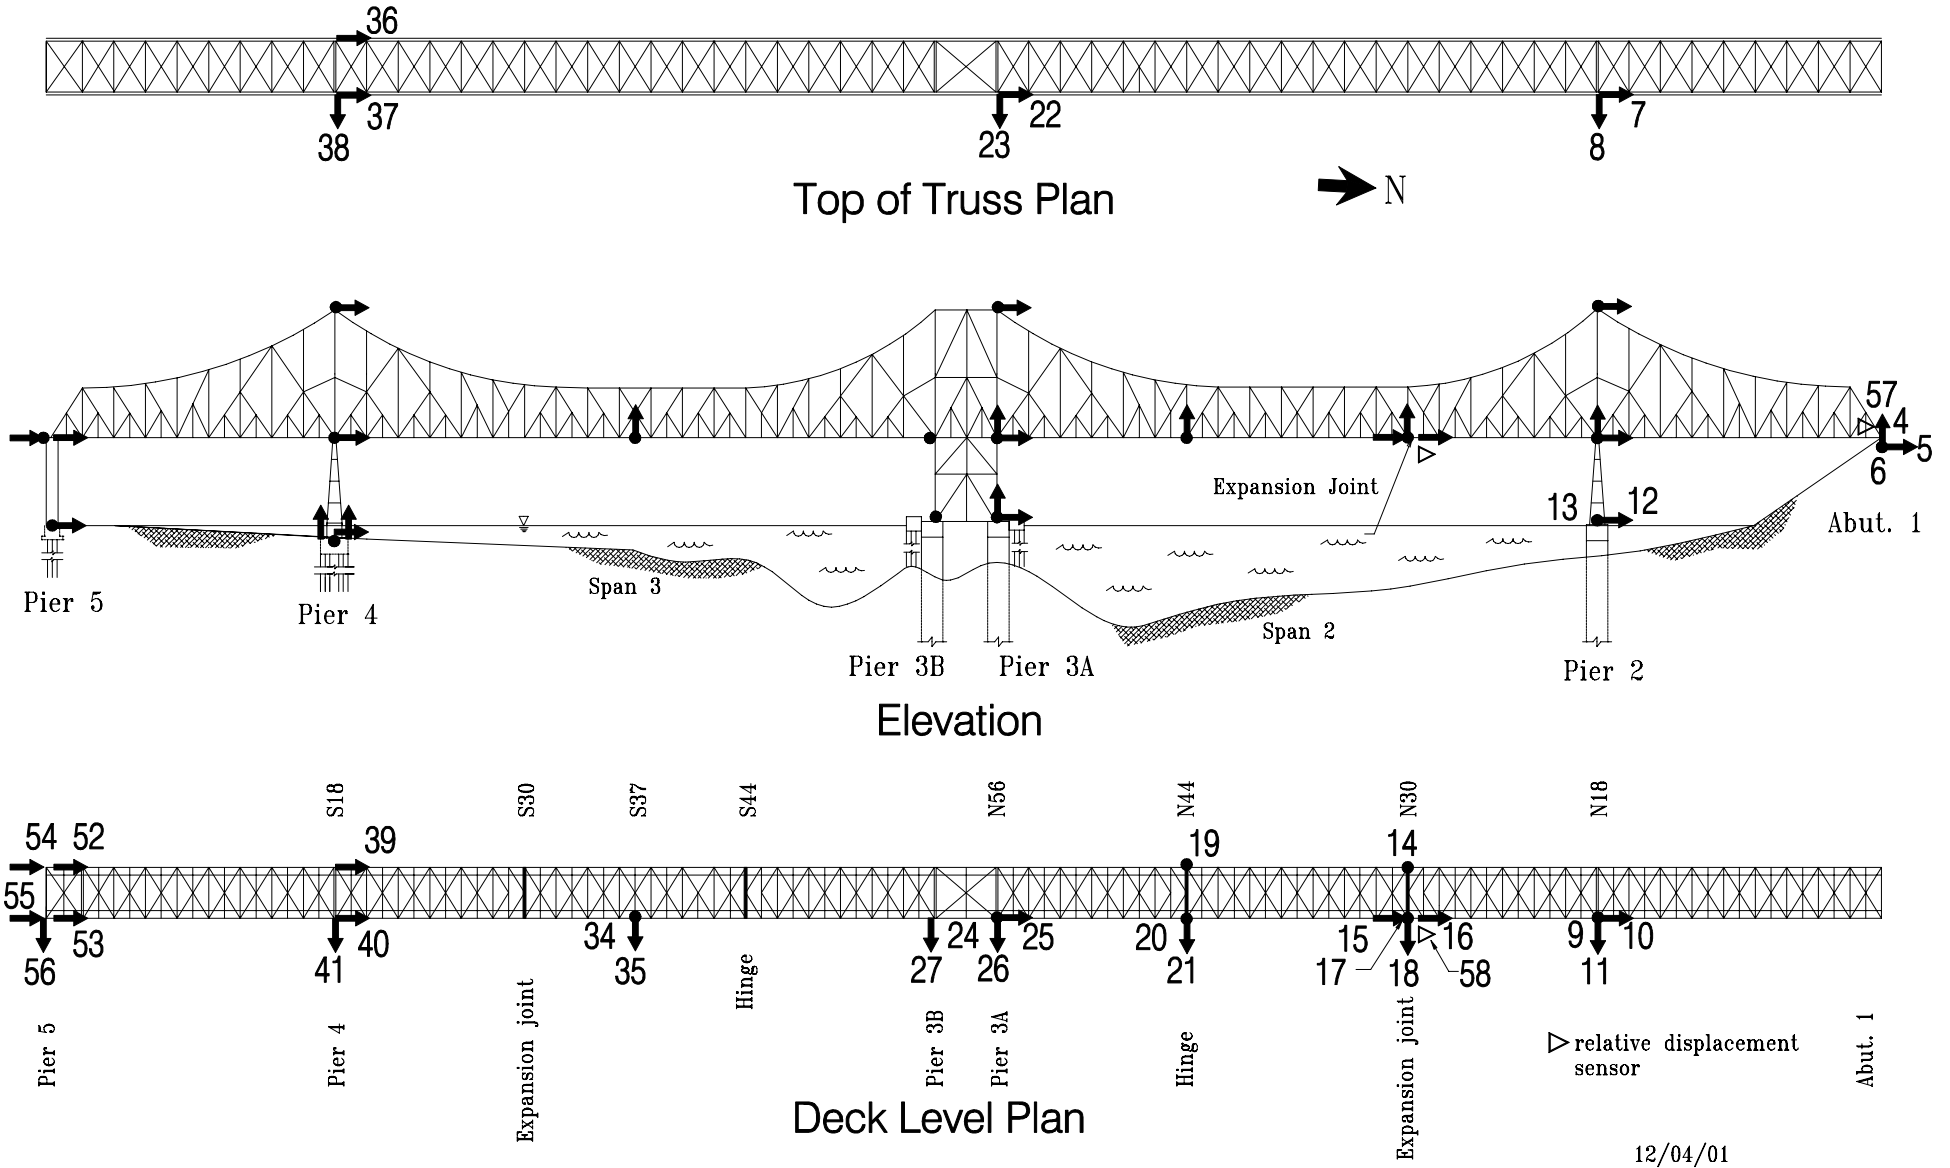 36
37
38
22
23
7
8
Top of Truss Plan
N
57
4
5
6
Expansion Joint
13
12
Abut. 1
Span 3
Span 2
Pier 5
Pier 4
Pier 3B
Pier 3A
Pier 2
Elevation
S18
S30
S37
S44
N56
N44
N30
N18
54
52
39
19
14
55
53
40
34
24
25
20
15
16
9
10
56
41
35
27
26
21
17
18
58
11
Pier 5
Pier 4
Expansion joint
Hinge
Pier 3B
Pier 3A
Hinge
Expansion joint
Abut. 1
relative displacement
sensor
Deck Level Plan
12/04/01